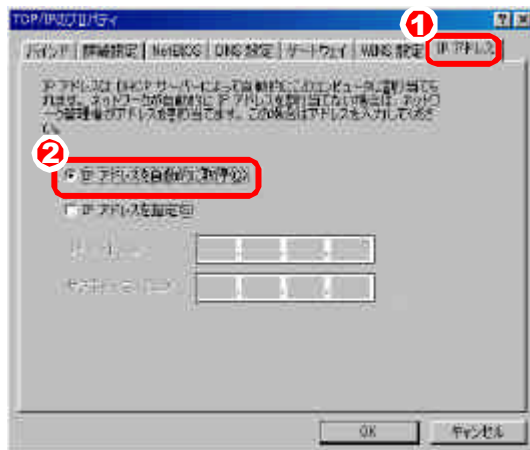 TCP/IPのプロパティ
1
バインド 詳細設定 NetBIOS DNS 設定 ゲートウェイ WINS 設定 IP アドレス
IP アドレスは DHCP サーバーによって自動的にこのコンピュータに割り当てら
れます。ネットワークが自動的に IP アドレスを割り当てない場合は、ネットワ
ーク管理者がアドレスを割り当てます。この場合はアドレスを入力してくださ
い。
2
IP アドレスを自動的に取得(O)
IP アドレスを指定(S)
OK キャンセル